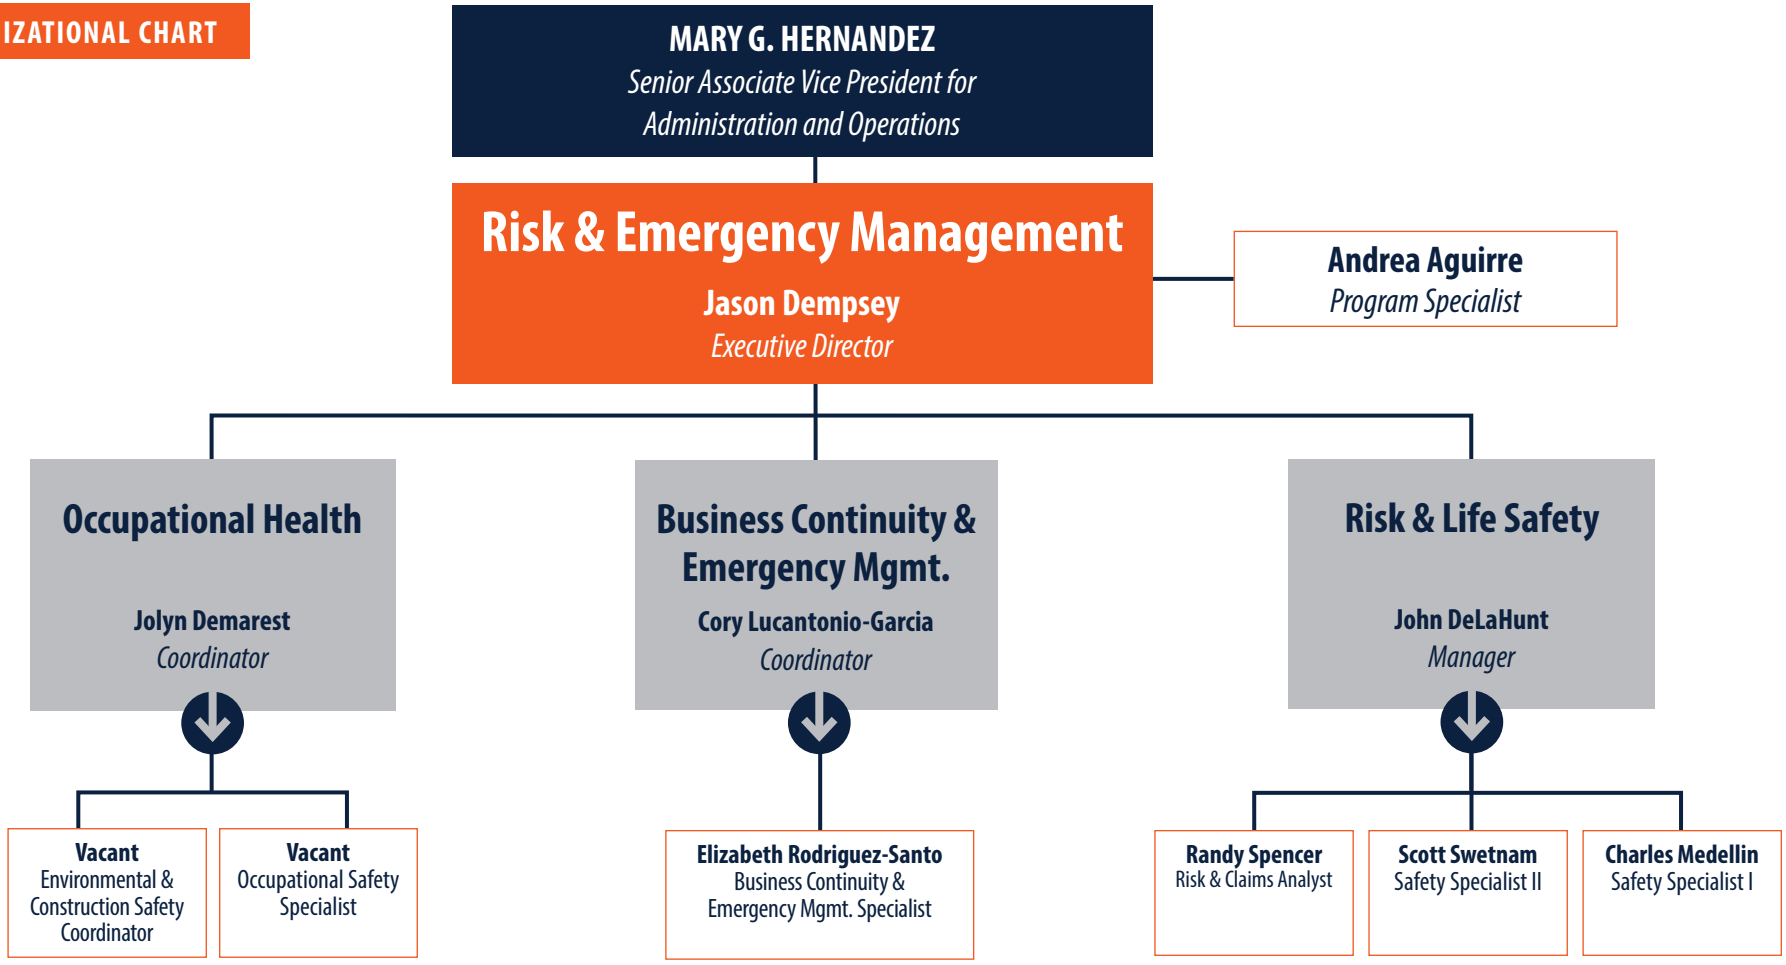 IZATIONAL CHART
MARY G. HERNANDEZ
Senior Associate Vice President for
Administration and Operations
Risk & Emergency Management
Jason Dempsey
Executive Director
Andrea Aguirre
Program Specialist
Occupational Health
Jolyn Demarest
Coordinator
Business Continuity &
Emergency Mgmt.
Cory Lucantonio-Garcia
Coordinator
Risk & Life Safety
John DeLaHunt
Manager
Vacant
Environmental &
Construction Safety
Coordinator
Vacant
Occupational Safety
Specialist
Elizabeth Rodriguez-Santo
Business Continuity &
Emergency Mgmt. Specialist
Randy Spencer
Risk & Claims Analyst
Scott Swetnam
Safety Specialist II
Charles Medellin
Safety Specialist I